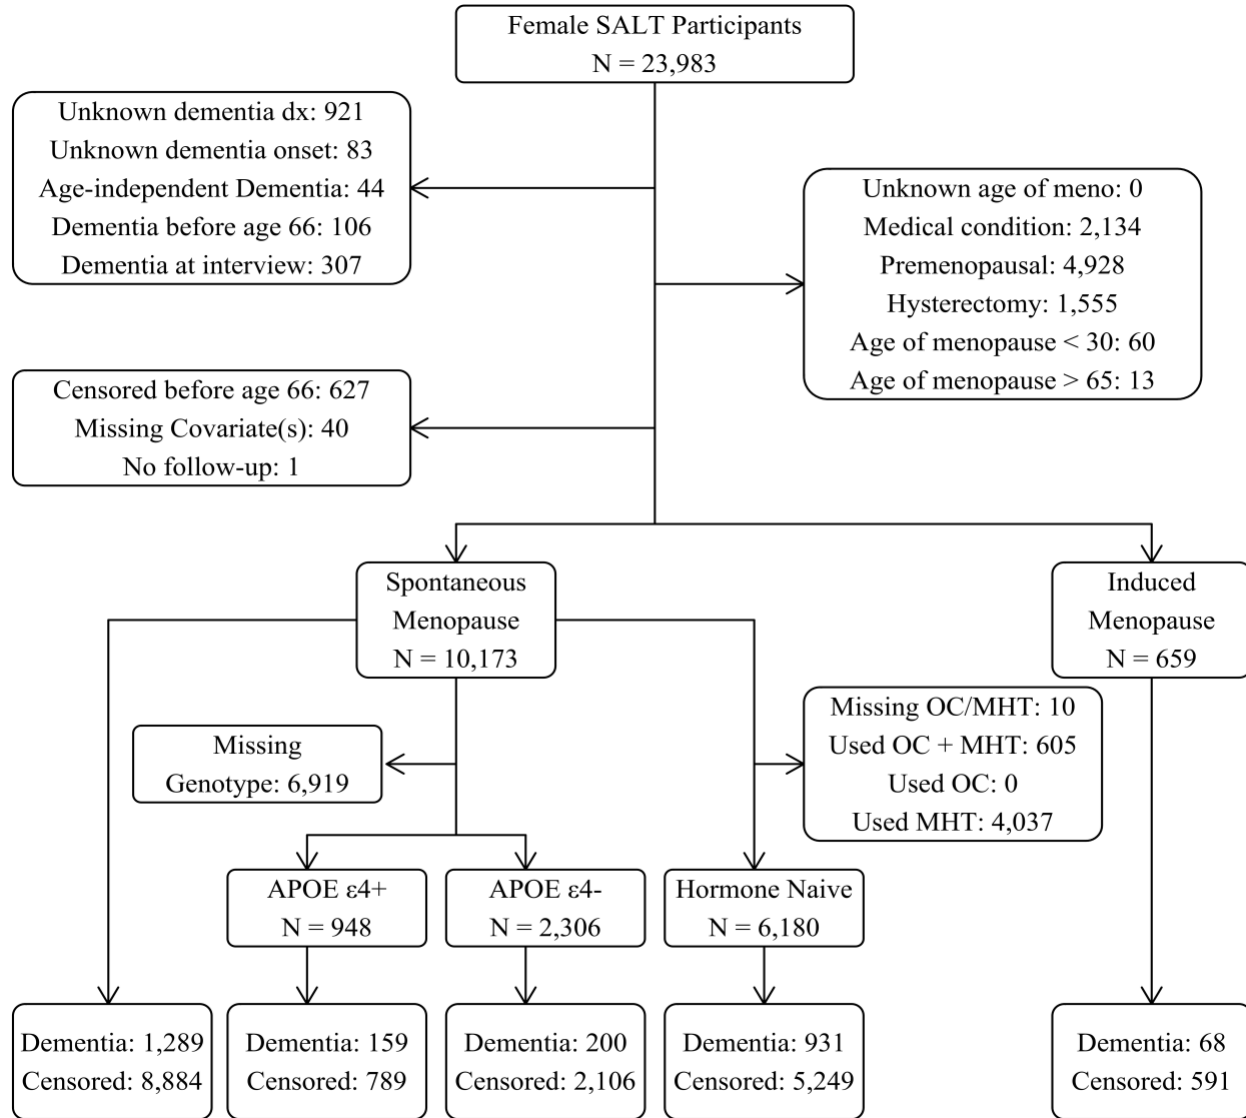 Female SALT Participants
N = 23,983
Unknown dementia dx: 921
Unknown dementia onset: 83
Age-independent Dementia: 44
Dementia before age 66: 106
Dementia at interview: 307
Unknown age of meno: 0
Medical condition: 2,134
Premenopausal: 4,928
Hysterectomy: 1,555
Age of menopause < 30: 60
Age of menopause > 65: 13
Censored before age 66: 627
Missing Covariate(s): 40
No follow-up: 1
Spontaneous
Menopause
N = 10,173
Induced
Menopause
N = 659
Missing
Genotype: 6,919
Missing OC/MHT: 10
Used OC + MHT: 605
Used OC: 0
Used MHT: 4,037
APOE ε4+
N = 948
APOE ε4-
N = 2,306
Hormone Naive
N = 6,180
Dementia: 1,289
Censored: 8,884
Dementia: 159
Censored: 789
Dementia: 200
Censored: 2,106
Dementia: 931
Censored: 5,249
Dementia: 68
Censored: 591